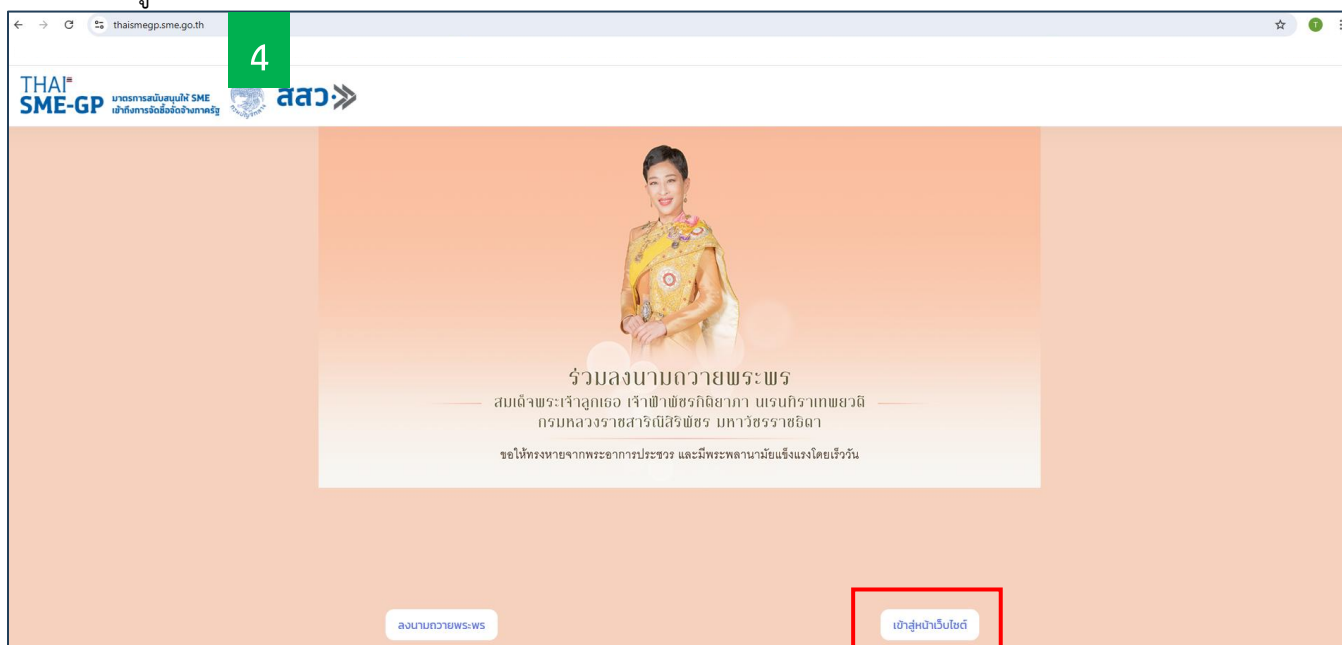 thaismegp.sme.go.th
4
THAI
SME-GP
มาตรการสนับสนุนให้ SME
เข้าถึงการจัดซื้อจัดจ้างภาครัฐ
สสว.
ร่วมลงนามถวายพระพร
สมเด็จพระเจ้าลูกเธอ เจ้าฟ้าพัชรกิติยาภา นเรนทิราเทพยวดี
กรมหลวงราชสาริณีสิริพัชร มหาวัชรราชธิดา
ขอให้ทรงหายจากพระอาการประชวร และมีพระพลานามัยแข็งแรงโดยเร็ววัน
ลงนามถวายพระพร
เข้าสู่หน้าเว็บไซต์